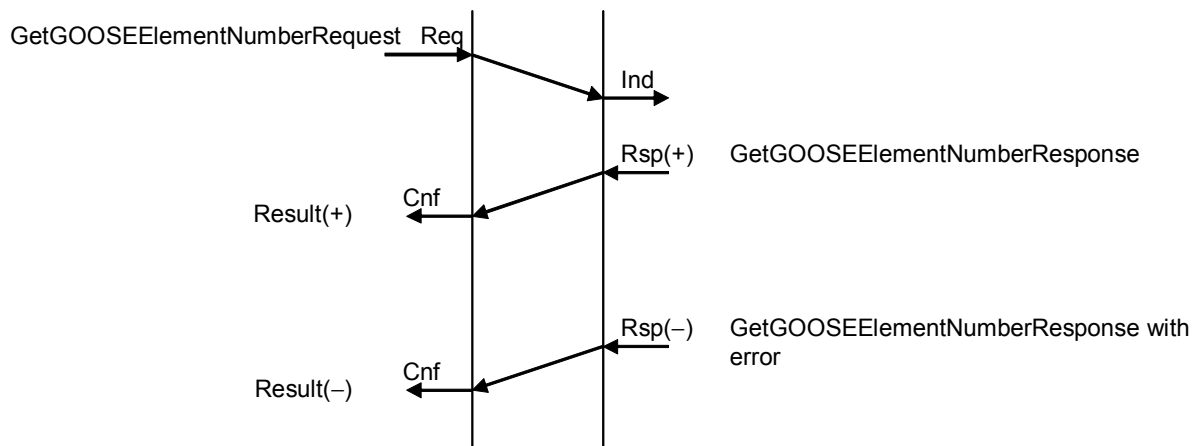 GetGOOSEElementNumberRequest Req
Ind
Rsp(+) GetGOOSEElementNumberResponse
Cnf
Result(+)
Rsp(−) GetGOOSEElementNumberResponse with
error
Cnf
Result(−)